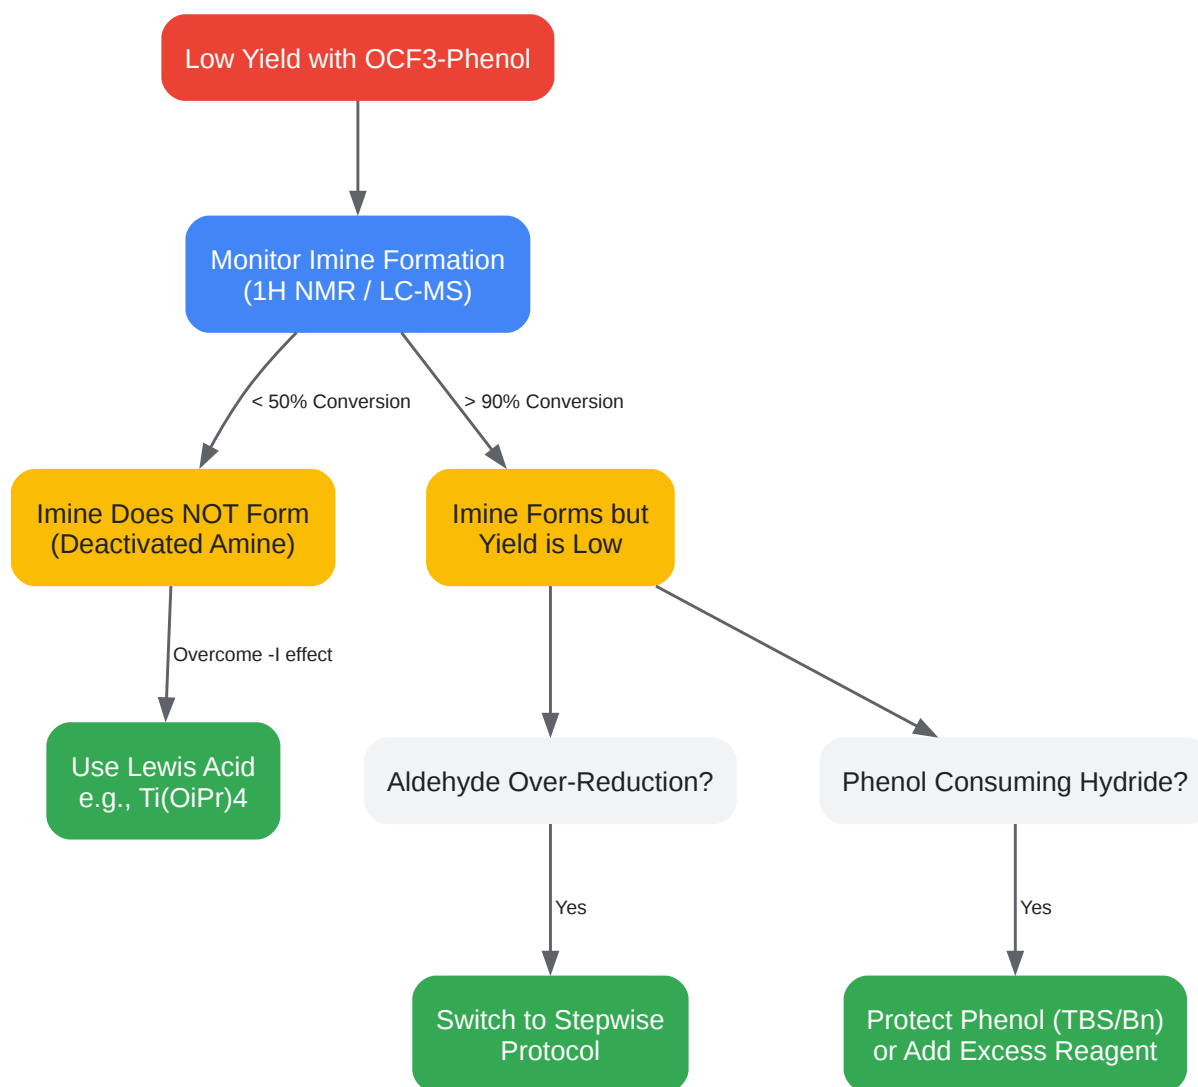 Low Yield with OCF3-Phenol
Monitor Imine Formation
(1H NMR / LC-MS)
< 50% Conversion
> 90% Conversion
Imine Does NOT Form
(Deactivated Amine)
Imine Forms but
Yield is Low
Overcome -I effect
Use Lewis Acid
e.g., Ti(OiPr)4
Aldehyde Over-Reduction?
Phenol Consuming Hydride?
Yes
Yes
Switch to Stepwise
Protocol
Protect Phenol (TBS/Bn)
or Add Excess Reagent